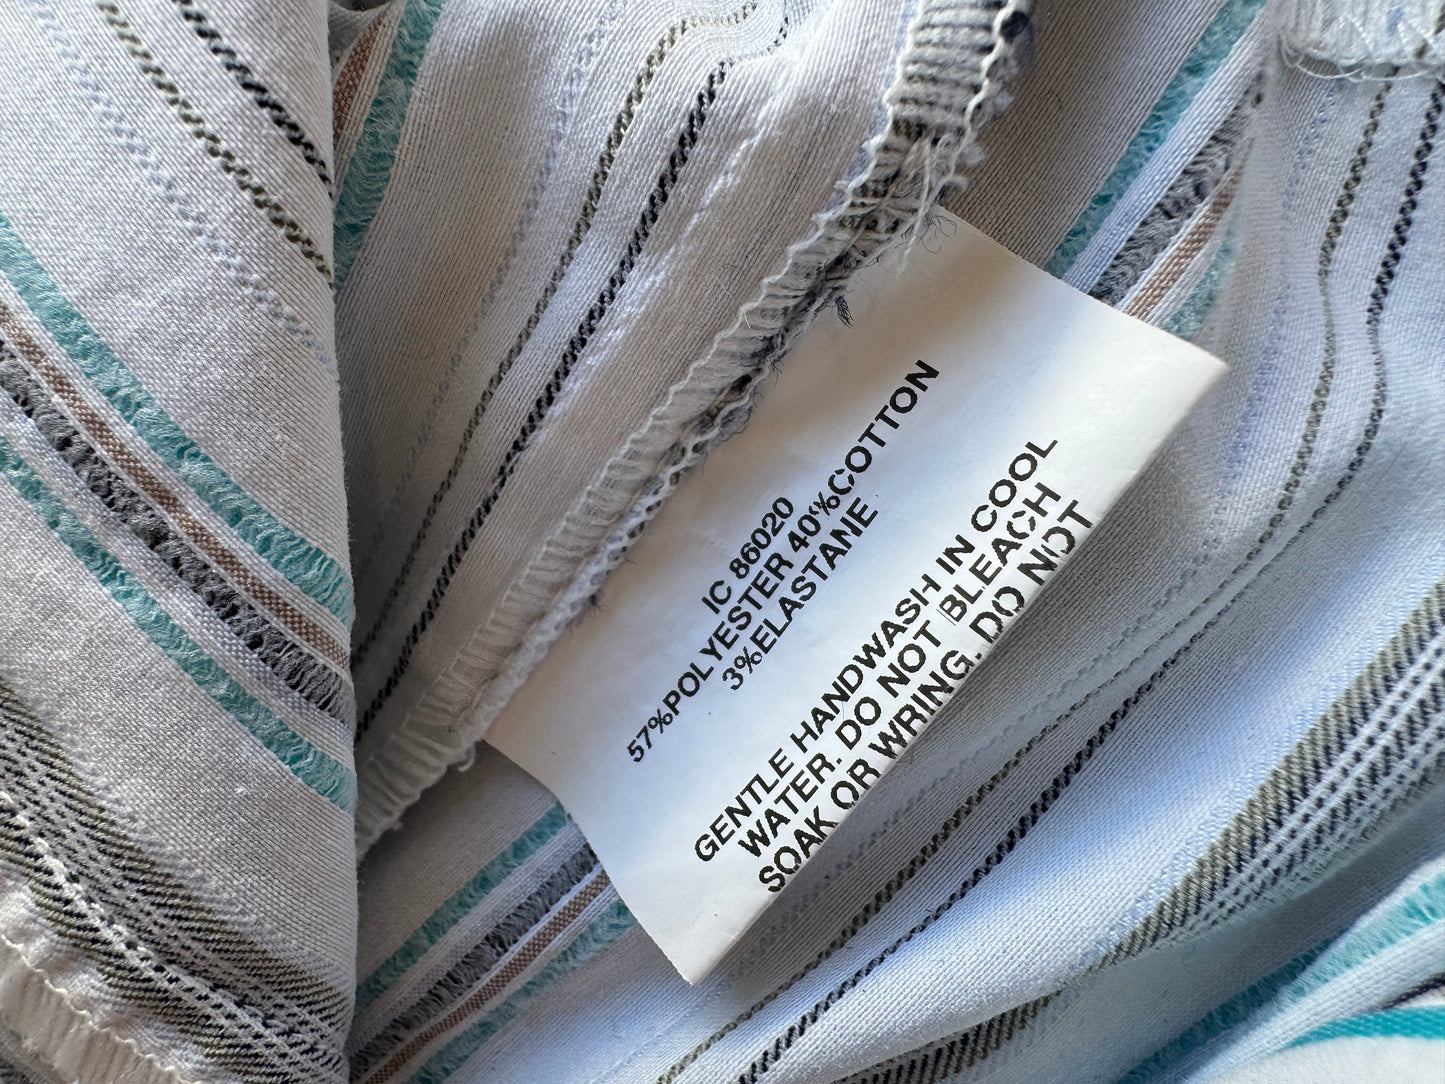 IC 86020
57%POLYESTER 40%COTTON
3%ELASTANE
GENTLE HANDWASH IN COOL
WATER. DO NOT BLEACH
SOAK OR WRING. DO NOT